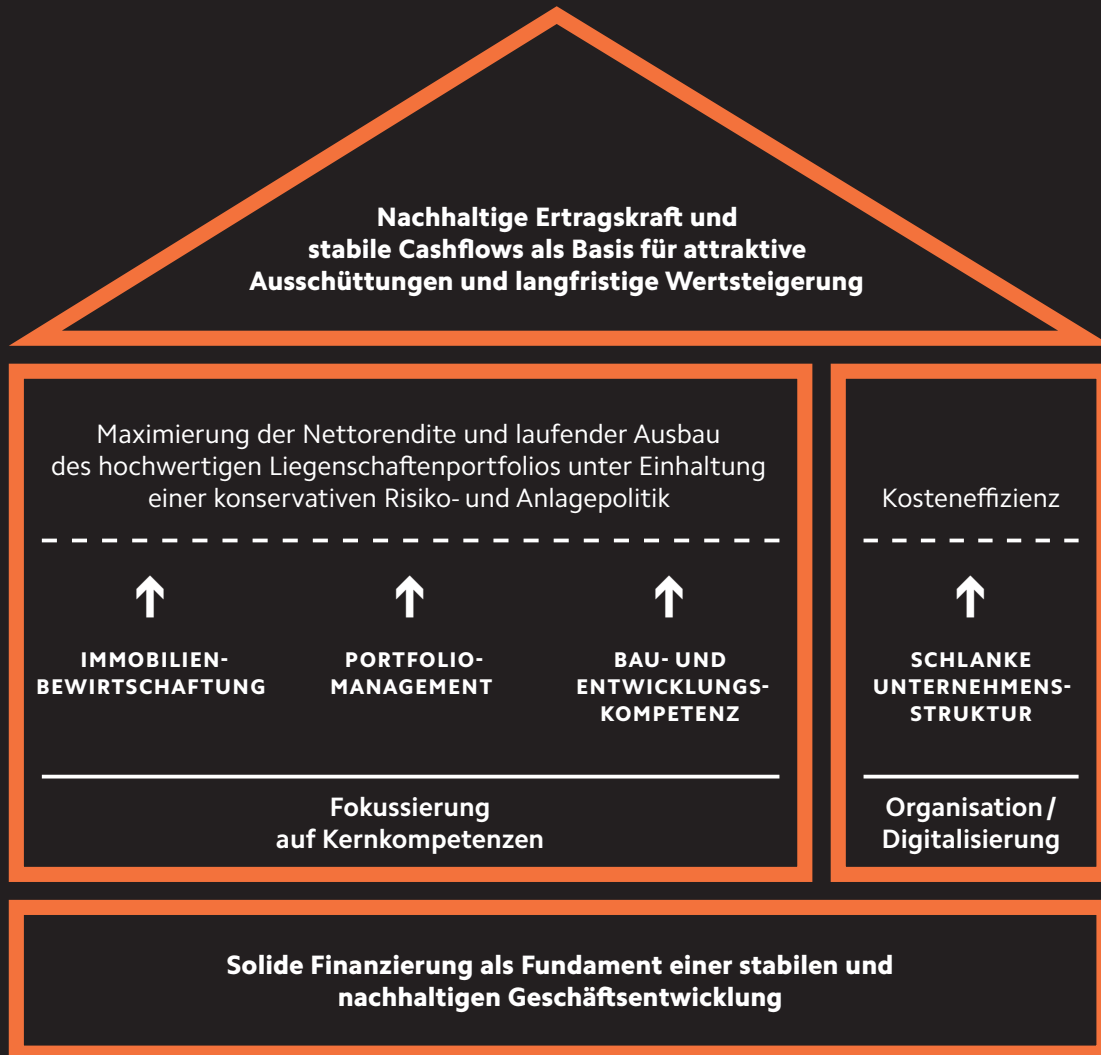 Nachhaltige Ertragskraft und
stabile Cashflows als Basis für attraktive
Ausschüttungen und langfristige Wertsteigerung
Maximierung der Nettorendite und laufender Ausbau
des hochwertigen Liegenschaftenportfolios unter Einhaltung
einer konservativen Risiko- und Anlagepolitik
IMMOBILIEN-
BEWIRTSCHAFTUNG
PORTFOLIO-
MANAGEMENT
BAU- UND
ENTWICKLUNGS-
KOMPETENZ
Fokussierung
auf Kernkompetenzen
Kosteneffizienz
SCHLANKE
UNTERNEHMENS-
STRUKTUR
Organisation /
Digitalisierung
Solide Finanzierung als Fundament einer stabilen und
nachhaltigen Geschäftsentwicklung